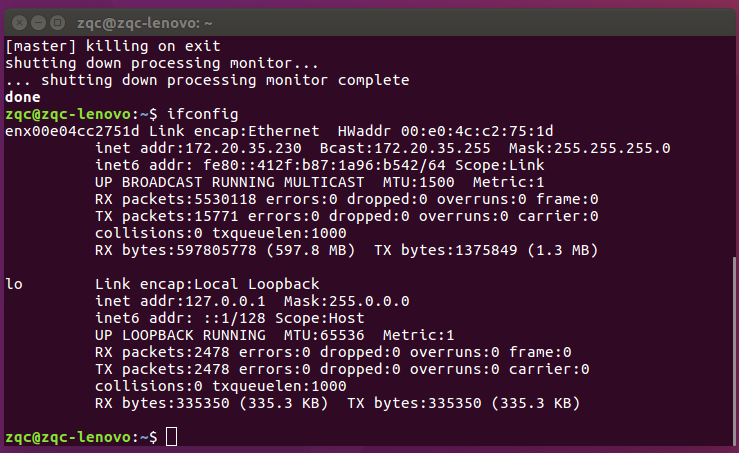 zqc@zqc-lenovo: ~
[master] killing on exit
shutting down processing monitor...
... shutting down processing monitor complete
done
zqc@zqc-lenovo:~$ ifconfig
enx00e04cc2751d Link encap:Ethernet  HWaddr 00:e0:4c:c2:75:1d
          inet addr:172.20.35.230  Bcast:172.20.35.255  Mask:255.255.255.0
          inet6 addr: fe80::412f:b87:1a96:b542/64 Scope:Link
          UP BROADCAST RUNNING MULTICAST  MTU:1500  Metric:1
          RX packets:5530118 errors:0 dropped:0 overruns:0 frame:0
          TX packets:15771 errors:0 dropped:0 overruns:0 carrier:0
          collisions:0 txqueuelen:1000
          RX bytes:597805778 (597.8 MB)  TX bytes:1375849 (1.3 MB)
lo        Link encap:Local Loopback
          inet addr:127.0.0.1  Mask:255.0.0.0
          inet6 addr: ::1/128 Scope:Host
          UP LOOPBACK RUNNING  MTU:65536  Metric:1
          RX packets:2478 errors:0 dropped:0 overruns:0 frame:0
          TX packets:2478 errors:0 dropped:0 overruns:0 carrier:0
          collisions:0 txqueuelen:1000
          RX bytes:335350 (335.3 KB)  TX bytes:335350 (335.3 KB)
zqc@zqc-lenovo:~$